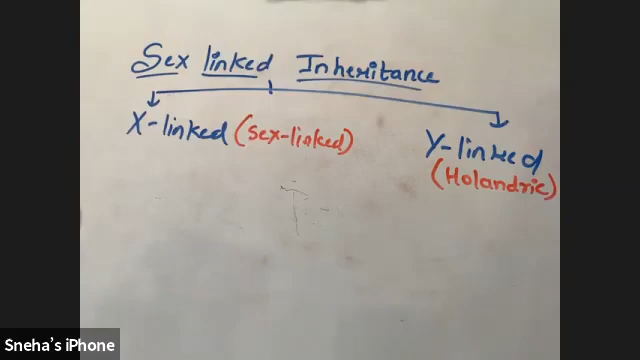 Sex linked Inheritance
X-linked (Sex-linked)
Y-linked
(Holandric)
Sneha's iPhone